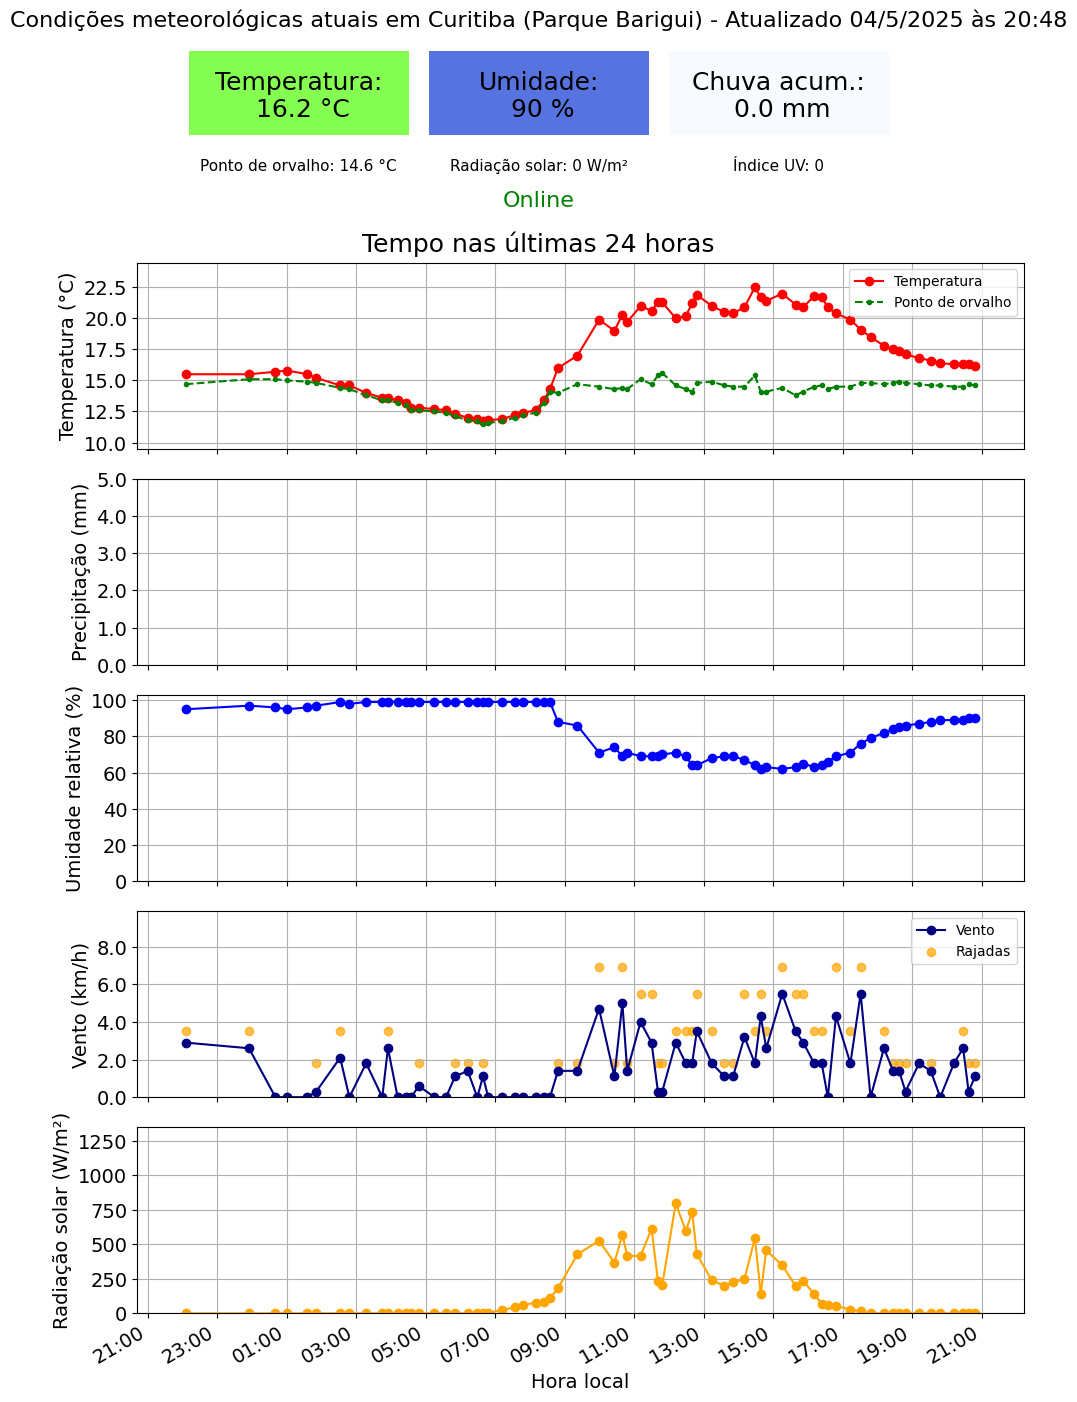 Condições meteorológicas atuais em Curitiba (Parque Barigui) - Atualizado 04/5/2025 às 20:48
Temperatura:
16.2 °C
Umidade:
90 %
Chuva acum.:
0.0 mm
Ponto de orvalho: 14.6 °C
Radiação solar: 0 W/m²
Índice UV: 0
Online
Tempo nas últimas 24 horas
Temperatura (°C)
22.5
20.0
17.5
15.0
12.5
10.0
Temperatura
Ponto de orvalho
Precipitação (mm)
5.0
4.0
3.0
2.0
1.0
0.0
Umidade relativa (%)
100
80
60
40
20
0
Vento (km/h)
8.0
6.0
4.0
2.0
0.0
Vento
Rajadas
Radiação solar (W/m²)
1250
1000
750
500
250
0
21:00
23:00
01:00
03:00
05:00
07:00
09:00
11:00
13:00
15:00
17:00
19:00
21:00
Hora local